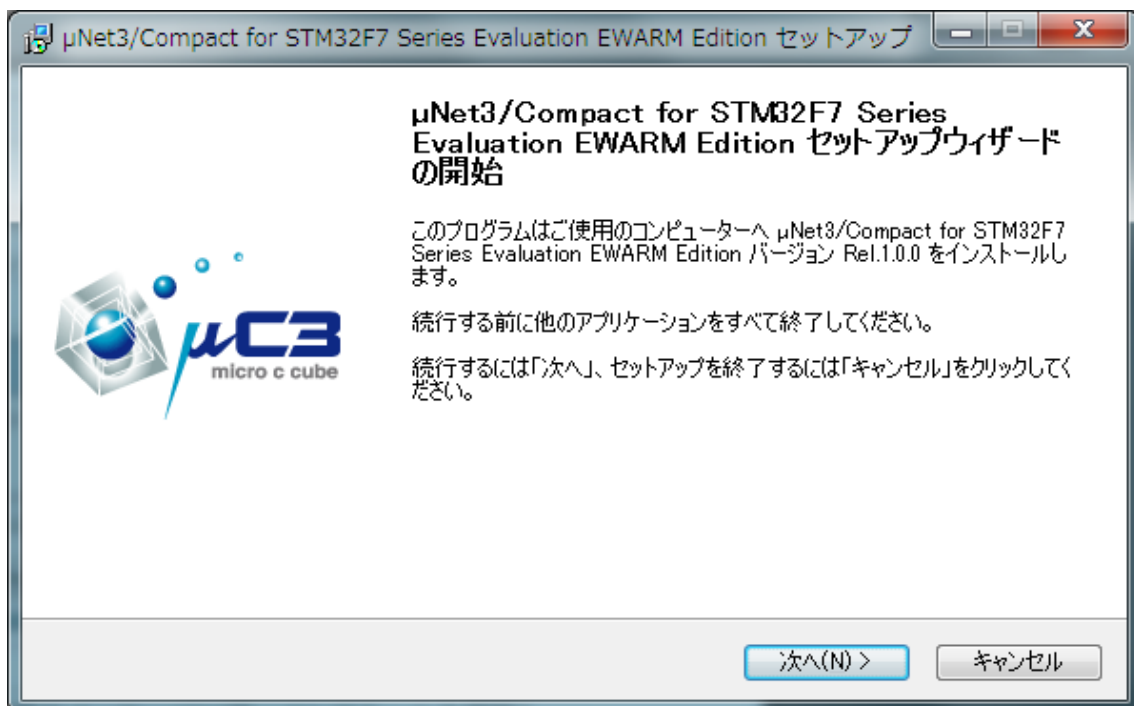 µNet3/Compact for STM32F7 Series Evaluation EWARM Edition セットアップ
µNet3/Compact for STM32F7 Series
Evaluation EWARM Edition セットアップウィザード
の開始
このプログラムはご使用のコンピューターへ µNet3/Compact for STM32F7
Series Evaluation EWARM Edition バージョン Rel.1.0.0 をインストールし
ます。
続行する前に他のアプリケーションをすべて終了してください。
続行するには「次へ」、セットアップを終了するには「キャンセル」をクリックしてく
ださい。
µC3
micro c cube
次へ(N) >
キャンセル